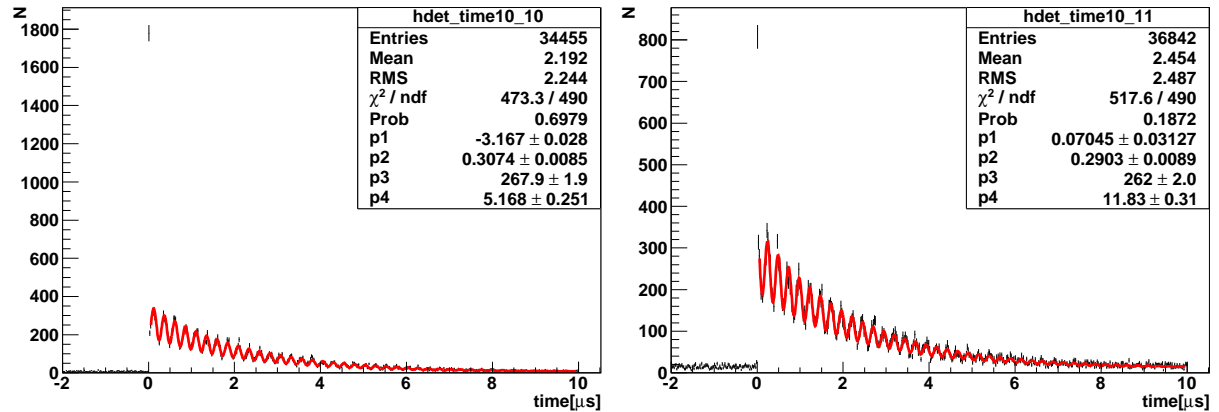 N
hdet_time10_10
Entries 34455
Mean 2.192
RMS 2.244
χ² / ndf 473.3 / 490
Prob 0.6979
p1 -3.167 ± 0.028
p2 0.3074 ± 0.0085
p3 267.9 ± 1.9
p4 5.168 ± 0.251
1800
1600
1400
1200
1000
800
600
400
200
0
-2 0 2 4 6 8 10
time[μs]
N
hdet_time10_11
Entries 36842
Mean 2.454
RMS 2.487
χ² / ndf 517.6 / 490
Prob 0.1872
p1 0.07045 ± 0.03127
p2 0.2903 ± 0.0089
p3 262 ± 2.0
p4 11.83 ± 0.31
800
700
600
500
400
300
200
100
0
-2 0 2 4 6 8 10
time[μs]